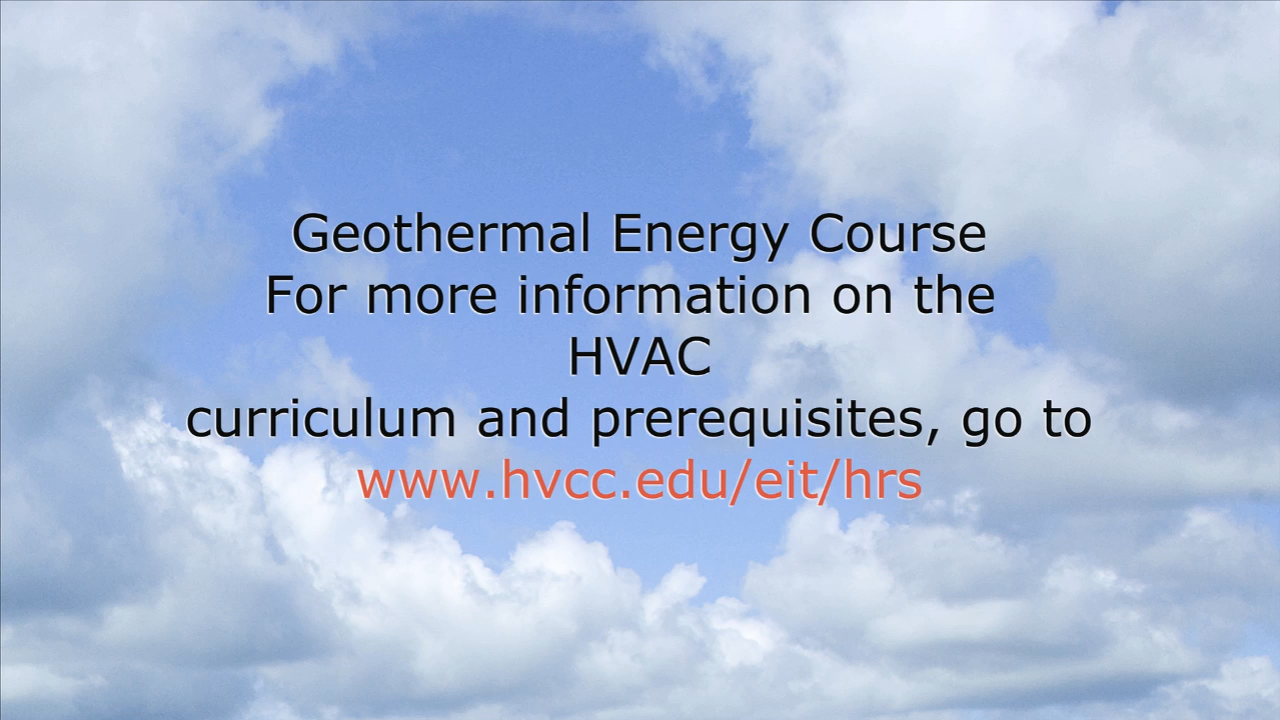 Geothermal Energy Course
For more information on the
HVAC
curriculum and prerequisites, go to
www.hvcc.edu/eit/hrs